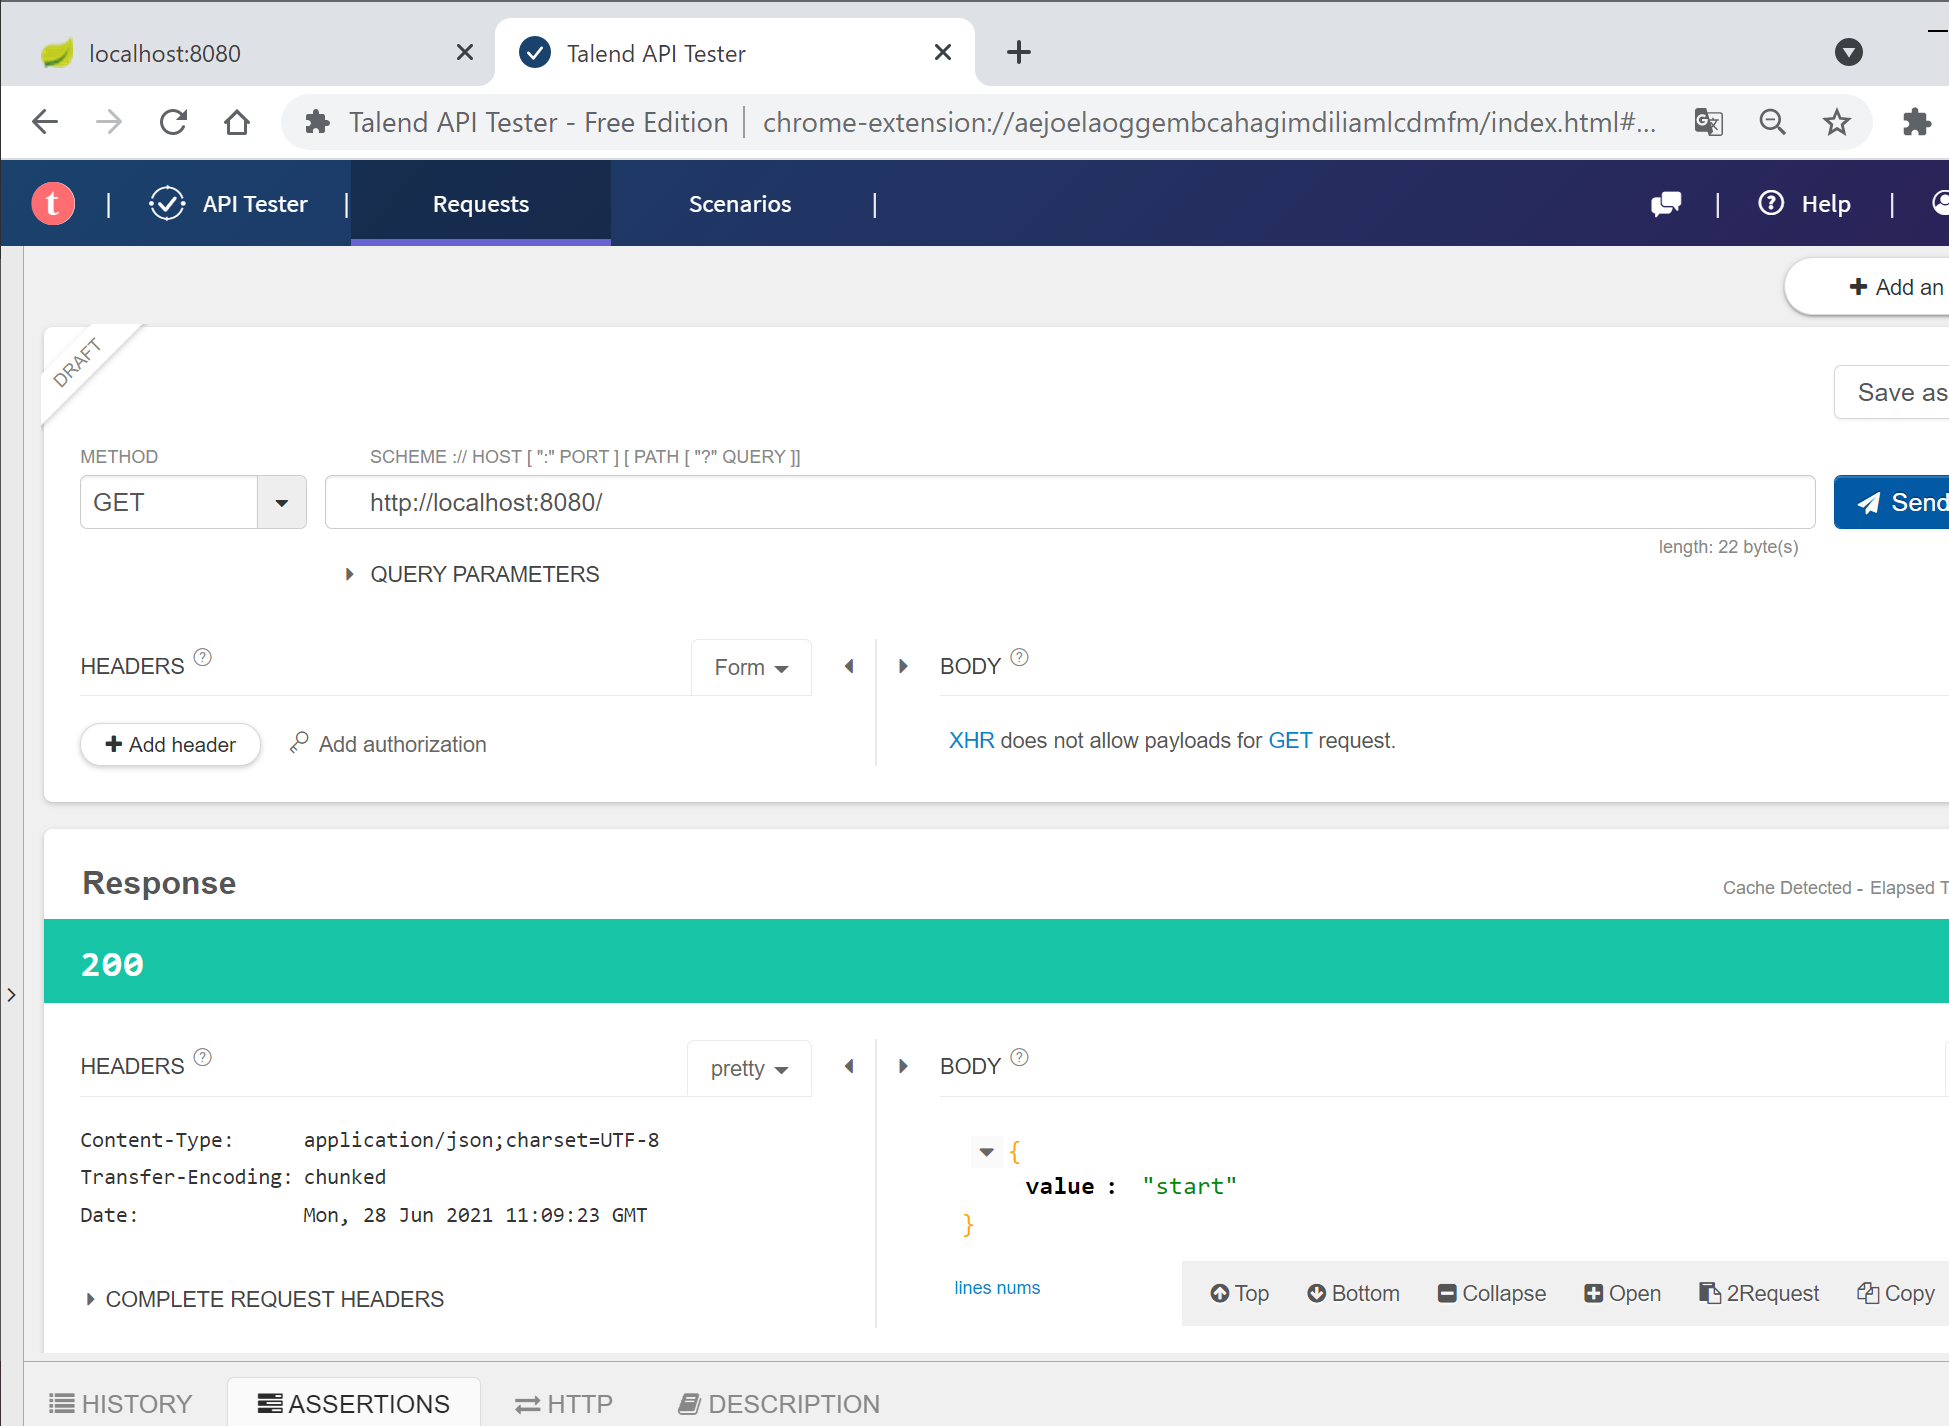 localhost:8080
Talend API Tester
Talend API Tester - Free Edition | chrome-extension://aejoelaoggembcahagimdiliamlcdmfm/index.html#...
t | API Tester | Requests Scenarios | | Help |
+ Add an
DRAFT
Save as
METHOD SCHEME :// HOST [ ":" PORT ] [ PATH [ "?" QUERY ]]
GET http://localhost:8080/ Send
length: 22 byte(s)
QUERY PARAMETERS
HEADERS ? Form BODY ?
+ Add header Add authorization XHR does not allow payloads for GET request.
Response Cache Detected - Elapsed T
200
HEADERS ? pretty BODY ?
Content-Type: application/json;charset=UTF-8 {
Transfer-Encoding: chunked value : "start"
Date: Mon, 28 Jun 2021 11:09:23 GMT }
COMPLETE REQUEST HEADERS lines nums Top Bottom Collapse Open 2Request Copy
HISTORY ASSERTIONS HTTP DESCRIPTION